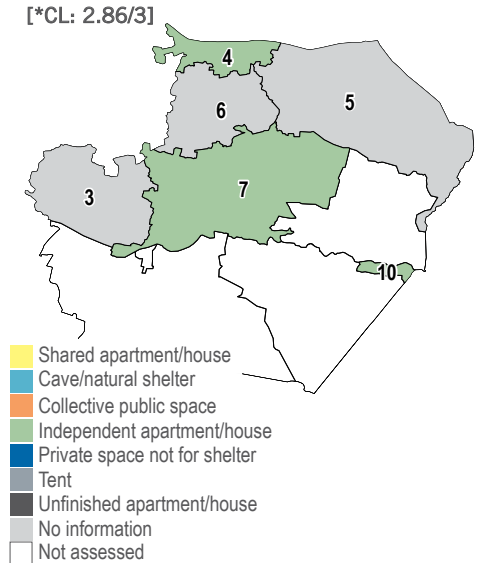 [*CL: 2.86/3]
4
6
5
3
7
10
Shared apartment/house
Cave/natural shelter
Collective public space
Independent apartment/house
Private space not for shelter
Tent
Unfinished apartment/house
No information
Not assessed